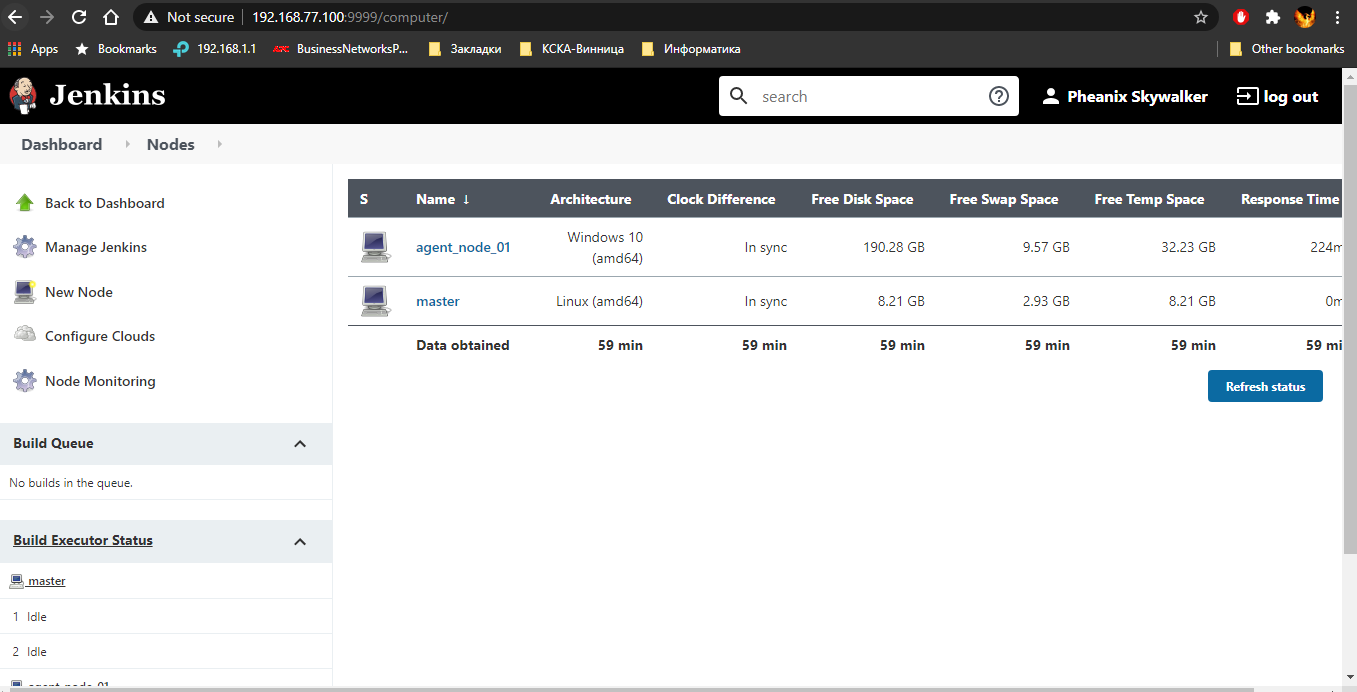 Not secure 192.168.77.100:9999/computer/
Apps Bookmarks 192.168.1.1 BusinessNetworksP... Закладки КСКА-Винница Информатика Other bookmarks
Jenkins search Pheanix Skywalker log out
Dashboard Nodes
Back to Dashboard
Manage Jenkins
New Node
Configure Clouds
Node Monitoring
Build Queue
No builds in the queue.
Build Executor Status
master
1 Idle
2 Idle
agent_node_01
S Name ↓ Architecture Clock Difference Free Disk Space Free Swap Space Free Temp Space Response Time
agent_node_01 Windows 10 (amd64) In sync 190.28 GB 9.57 GB 32.23 GB 224m
master Linux (amd64) In sync 8.21 GB 2.93 GB 8.21 GB 0m
Data obtained 59 min 59 min 59 min 59 min 59 min 59 mi
Refresh status